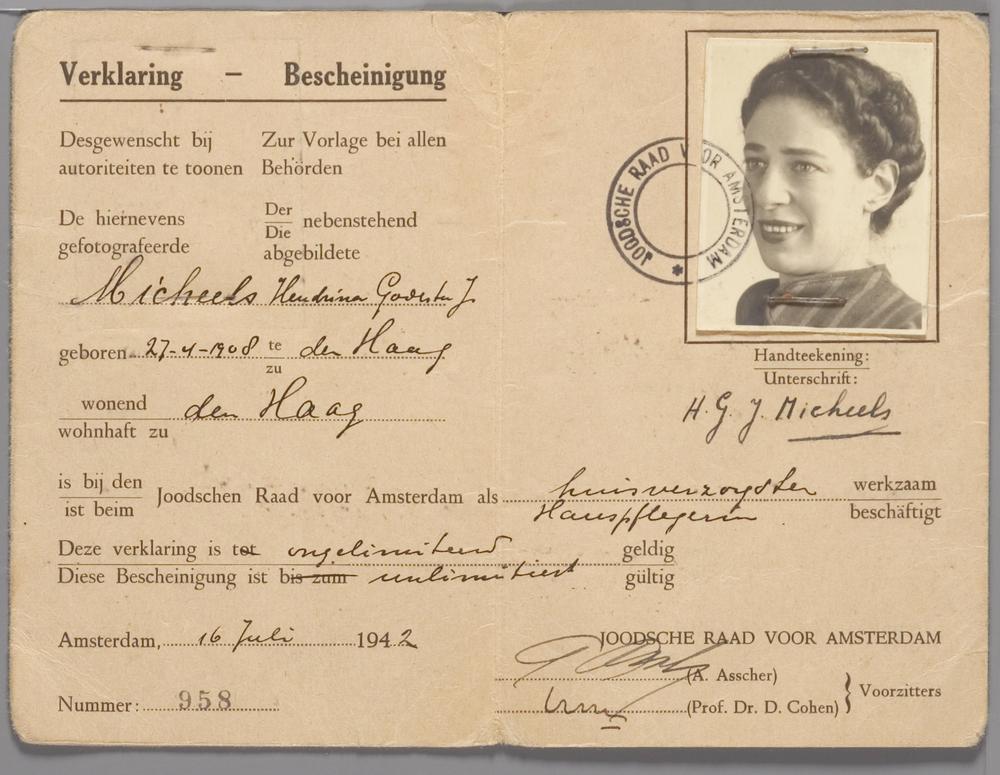 Verklaring – Bescheinigung
Desgewenscht bij Zur Vorlage bei allen
autoriteiten te toonen Behörden
De hiernevens Der nebenstehend
gefotografeerde Die abgebildete
Micheels Hendrina Godesta J.
geboren 27-4-1908 te den Haag
zu
wonend den Haag
wohnhaft zu
is bij den Joodschen Raad voor Amsterdam als huisverzorgster werkzaam
ist beim Hauspflegerin beschäftigt
Deze verklaring is tot ongelimiteerd geldig
Diese Bescheinigung ist bis zum unlimitiert gültig
Amsterdam, 16 Juli 1942
Nummer: 958
JOODSCHE RAAD VOOR AMSTERDAM
Handteekening:
Unterschrift:
H. G. J. Micheels
JOODSCHE RAAD VOOR AMSTERDAM
(A. Asscher)
(Prof. Dr. D. Cohen) Voorzitters